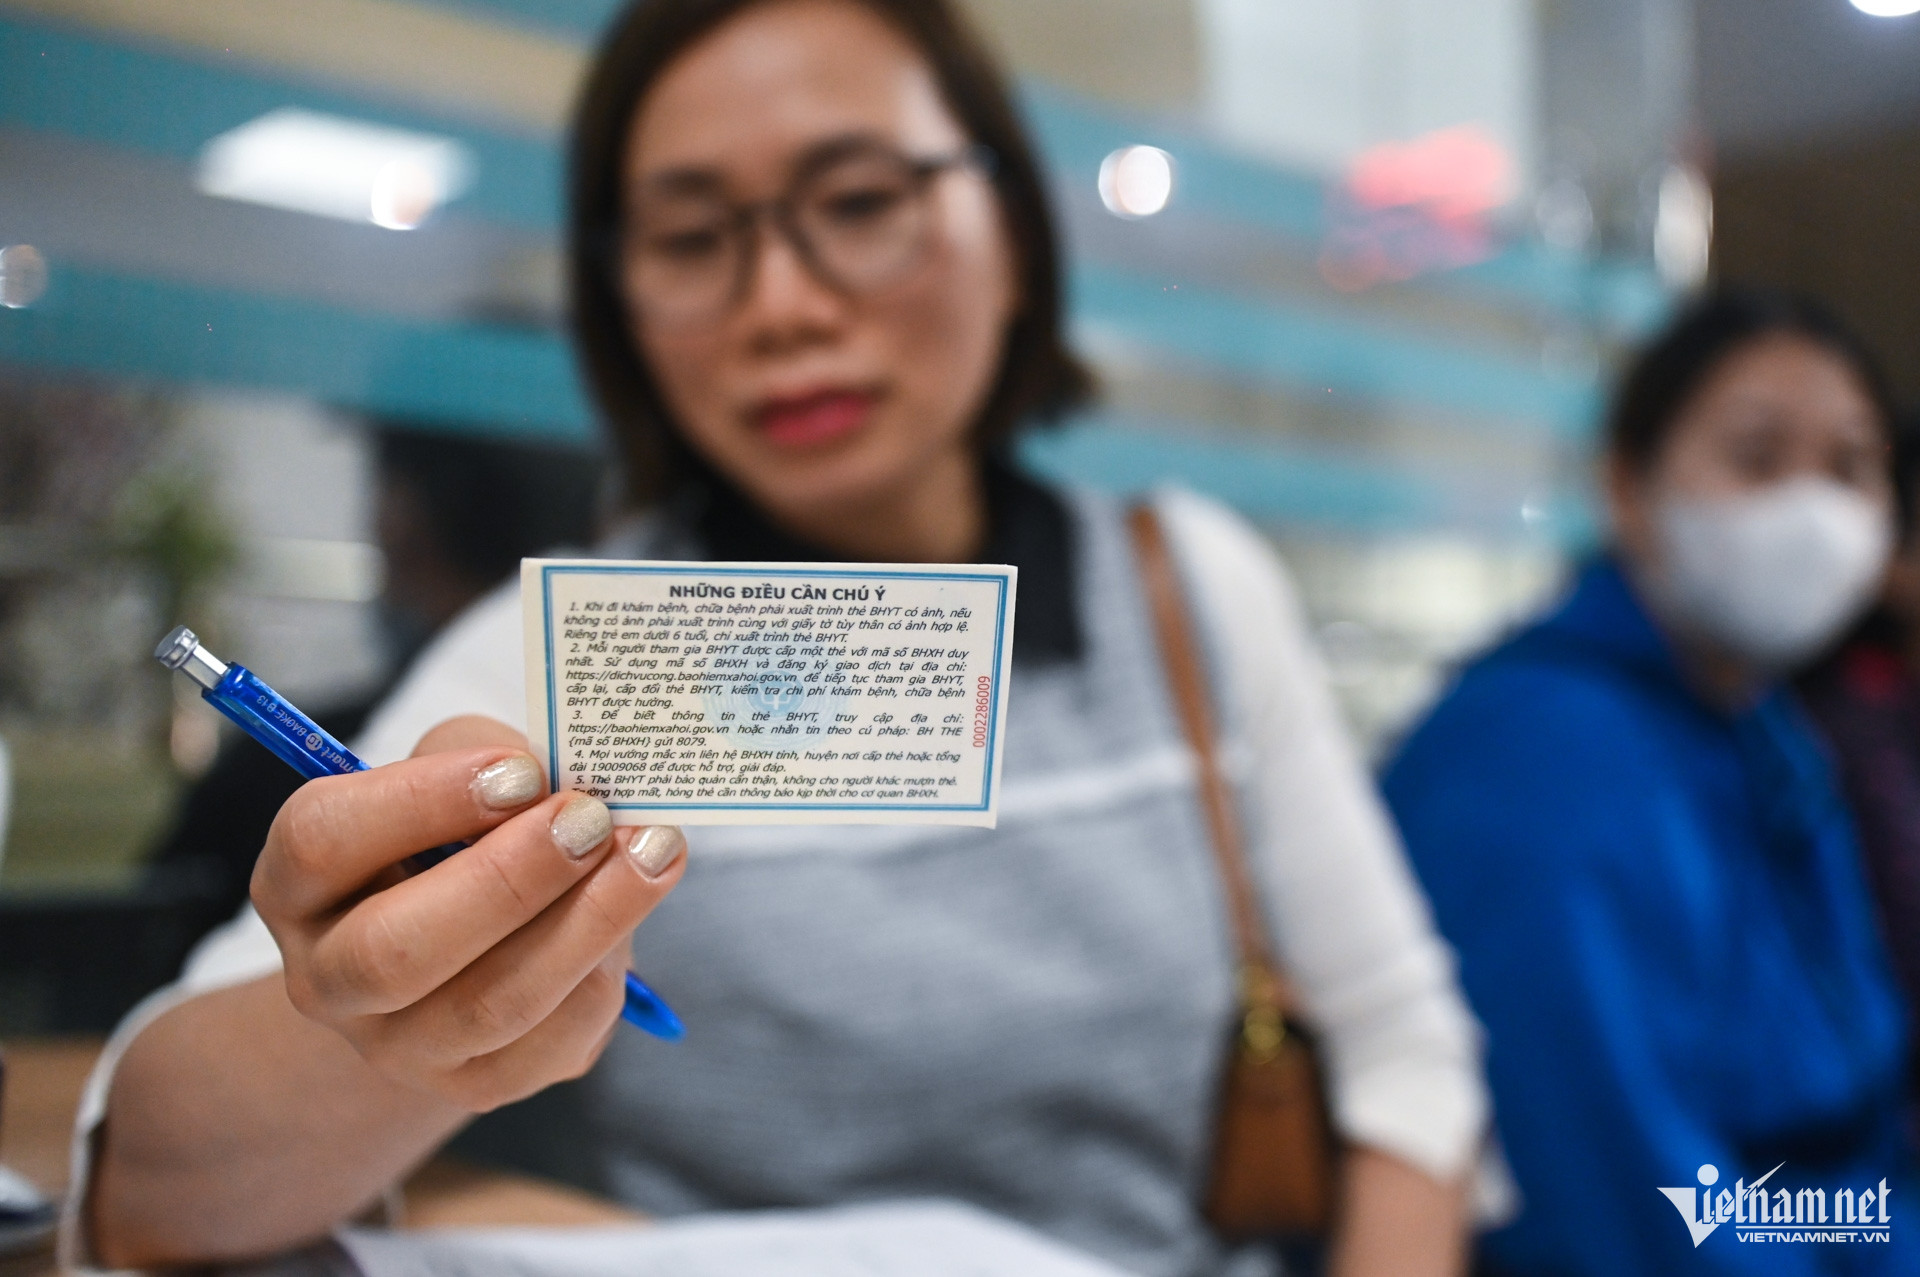 NHỮNG ĐIỀU CẦN CHÚ Ý
1. Khi đi khám bệnh, chữa bệnh phải xuất trình thẻ BHYT có ảnh, nếu
không có ảnh phải xuất trình cùng với giấy tờ tùy thân có ảnh hợp lệ.
Riêng trẻ em dưới 6 tuổi, chỉ xuất trình thẻ BHYT.
2. Mỗi người tham gia BHYT được cấp một thẻ với mã số BHXH duy
nhất. Sử dụng mã số BHXH và đăng ký giao dịch tại địa chỉ:
https://dichvucong.baohiemxahoi.gov.vn để tiếp tục tham gia BHYT,
cấp lại, cấp đổi thẻ BHYT, kiểm tra chi phí khám bệnh, chữa bệnh
BHYT được hưởng.
3. Để biết thông tin thẻ BHYT, truy cập địa chỉ:
https://baohiemxahoi.gov.vn hoặc nhắn tin theo cú pháp: BH THE
{mã số BHXH} gửi 8079.
4. Mọi vướng mắc xin liên hệ BHXH tỉnh, huyện nơi cấp thẻ hoặc tổng
đài 19009068 để được hỗ trợ, giải đáp.
5. Thẻ BHYT phải bảo quản cẩn thận, không cho người khác mượn thẻ.
Trường hợp mất, hỏng thẻ cần thông báo kịp thời cho cơ quan BHXH.
0002286009
smart BAOKE B13
Vietnamnet
VIETNAMNET.VN